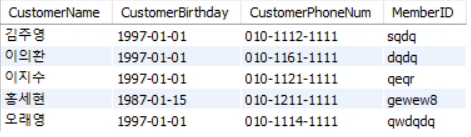 CustomerName CustomerBirthday CustomerPhoneNum MemberID
김주영 1997-01-01 010-1112-1111 sqdq
이의환 1997-01-01 010-1161-1111 dqdq
이지수 1997-01-01 010-1121-1111 qeqr
홍세현 1987-01-15 010-1211-1111 gewew8
오래영 1997-01-01 010-1114-1111 qwdqdq